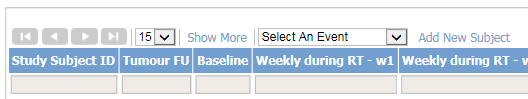 15 Show More Select An Event Add New Subject
Study Subject ID Tumour FU Baseline Weekly during RT - w1 Weekly during RT - w